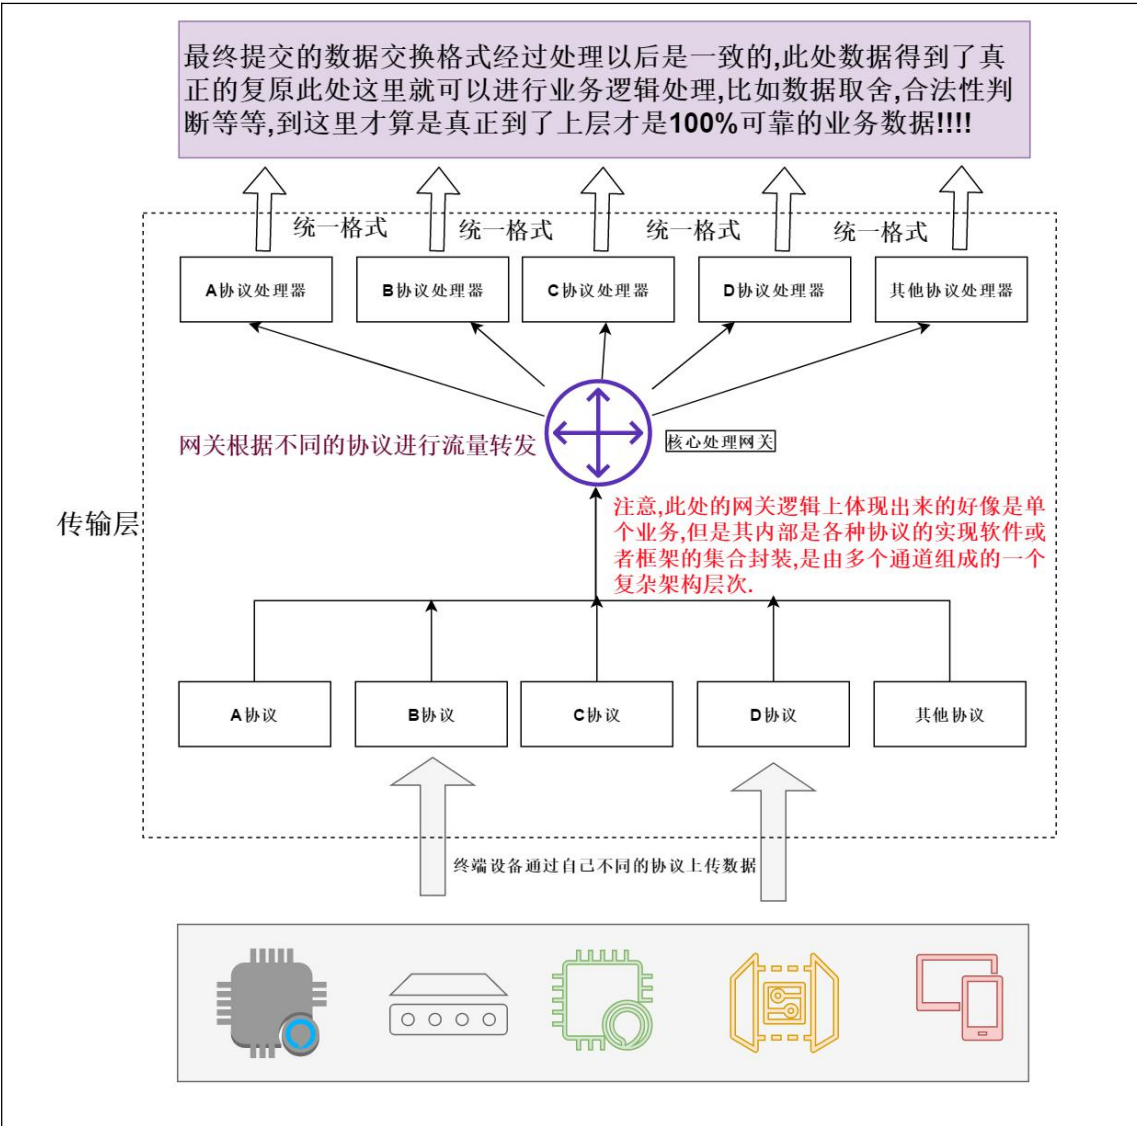 最终提交的数据交换格式经过处理以后是一致的,此处数据得到了真
正的复原此处这里就可以进行业务逻辑处理,比如数据取舍,合法性判
断等等,到这里才算是真正到了上层才是100%可靠的业务数据!!!!
统一格式 统一格式 统一格式 统一格式
A协议处理器 B协议处理器 C协议处理器 D协议处理器 其他协议处理器
网关根据不同的协议进行流量转发
核心处理网关
传输层
注意,此处的网关逻辑上体现出来的好像是单
个业务,但是其内部是各种协议的实现软件或
者框架的集合封装,是由多个通道组成的一个
复杂架构层次.
A协议 B协议 C协议 D协议 其他协议
终端设备通过自己不同的协议上传数据